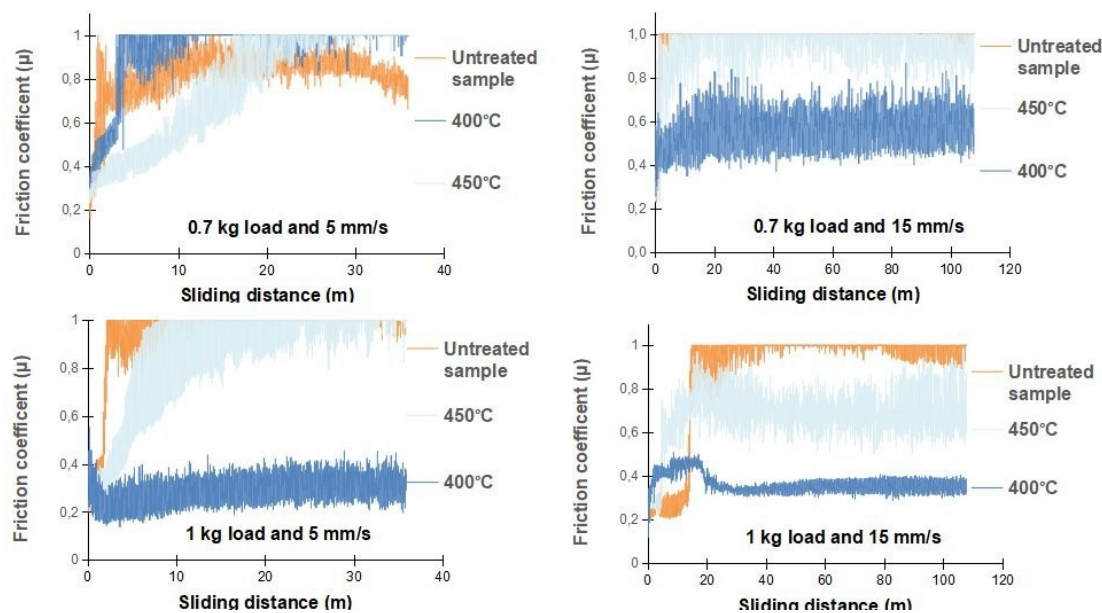 Friction coefficent (µ)
1
0,8
0,6
0,4
0,2
0
0
10
20
30
40
Untreated
sample
400°C
450°C
0.7 kg load and 5 mm/s
Sliding distance (m)
Friction coefficient (µ)
1,0
0,8
0,6
0,4
0,2
0,0
0
20
40
60
80
100
120
Untreated
sample
450°C
400°C
0.7 kg load and 15 mm/s
Sliding distance (m)
Friction coefficent (µ)
1
0,8
0,6
0,4
0,2
0
0
10
20
30
40
Untreated
sample
450°C
400°C
1 kg load and 5 mm/s
Sliding distance (m)
Friction coefficent (µ)
1
0,8
0,6
0,4
0,2
0
0
20
40
60
80
100
120
Untreated
sample
450°C
400°C
1 kg load and 15 mm/s
Sliding distance (m)